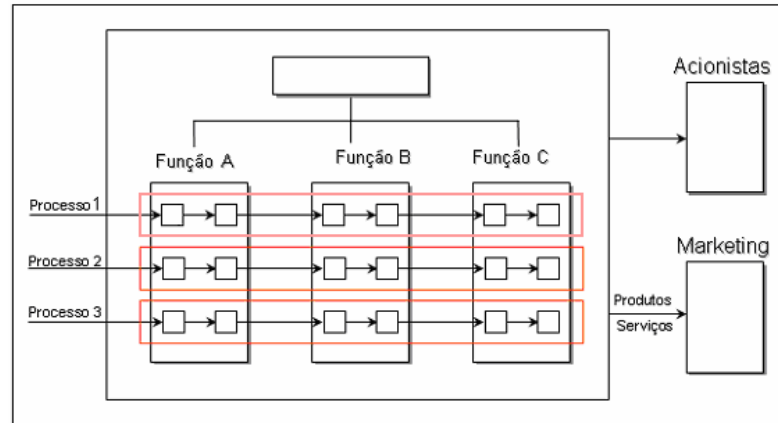 Acionistas
Função A
Função B
Função C
Processo 1
Processo 2
Processo 3
Marketing
Produtos
Serviços